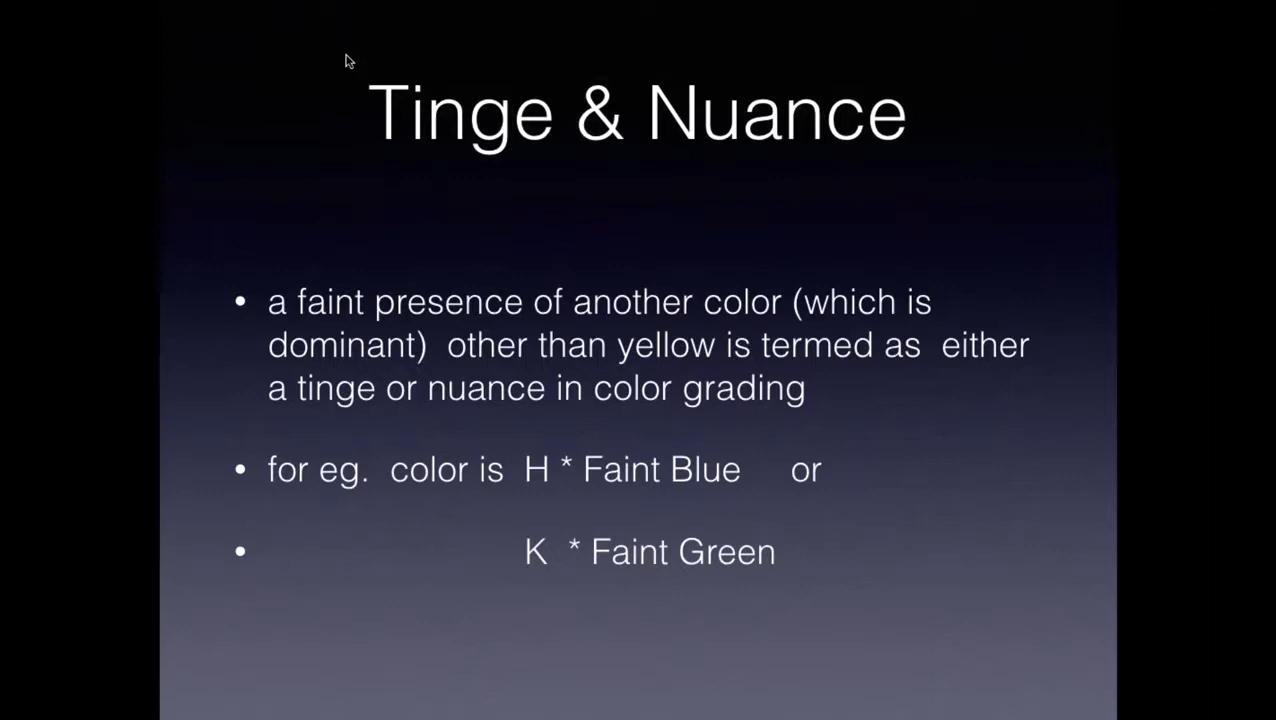 Tinge & Nuance
• a faint presence of another color (which is
dominant) other than yellow is termed as either
a tinge or nuance in color grading
• for eg. color is H * Faint Blue or
• K * Faint Green